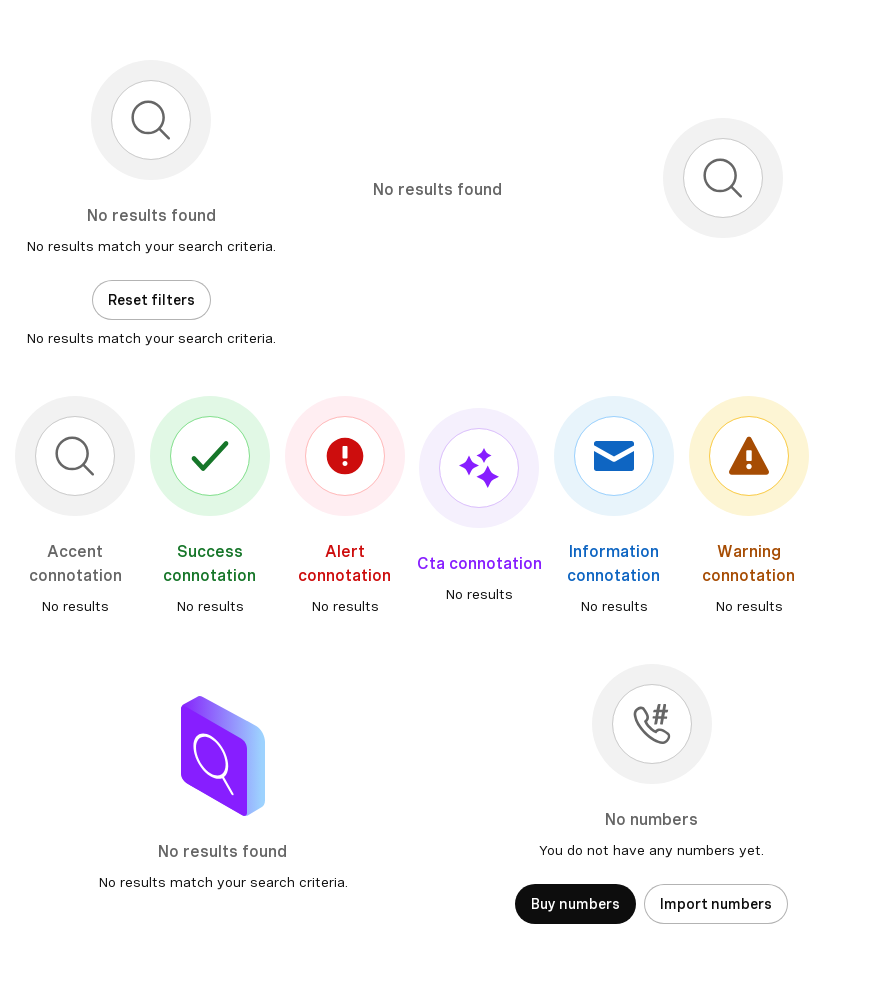 No results found
No results match your search criteria.
Reset filters
No results match your search criteria.
No results found
Accent
connotation
No results
Success
connotation
No results
Alert
connotation
No results
Cta connotation
No results
Information
connotation
No results
Warning
connotation
No results
No results found
No results match your search criteria.
#
No numbers
You do not have any numbers yet.
Buy numbers
Import numbers